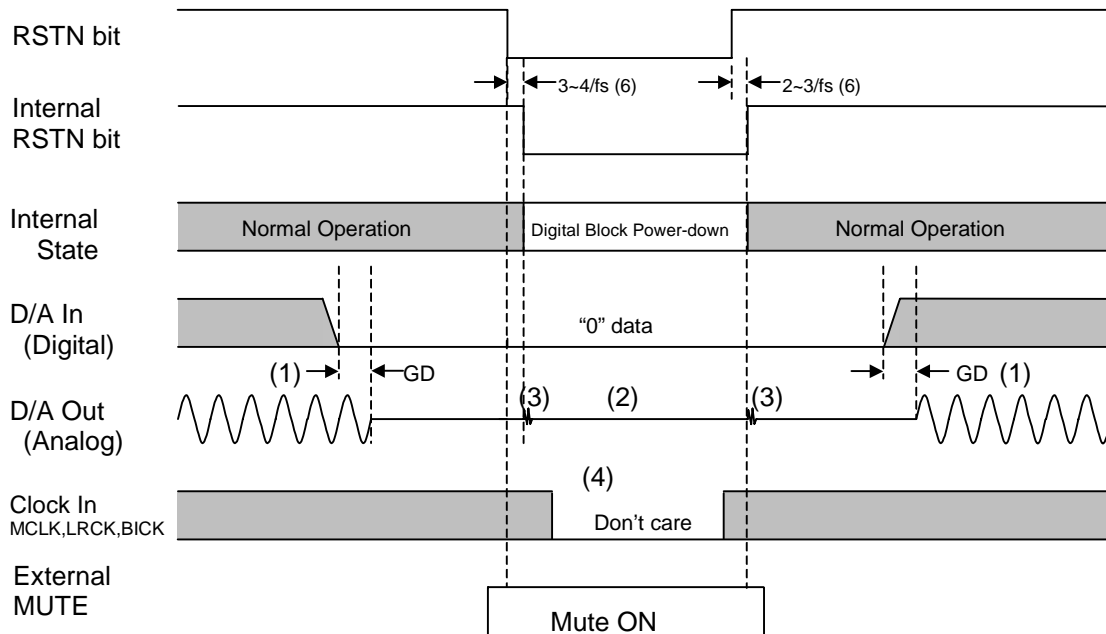 RSTN bit
3~4/fs (6)
2~3/fs (6)
Internal
RSTN bit
Internal
State
Normal Operation
Digital Block Power-down
Normal Operation
D/A In
(Digital)
“0” data
(1)
GD
GD (1)
D/A Out
(Analog)
(3)
(2)
(3)
(4)
Clock In
MCLK,LRCK,BICK
Don’t care
External
MUTE
Mute ON